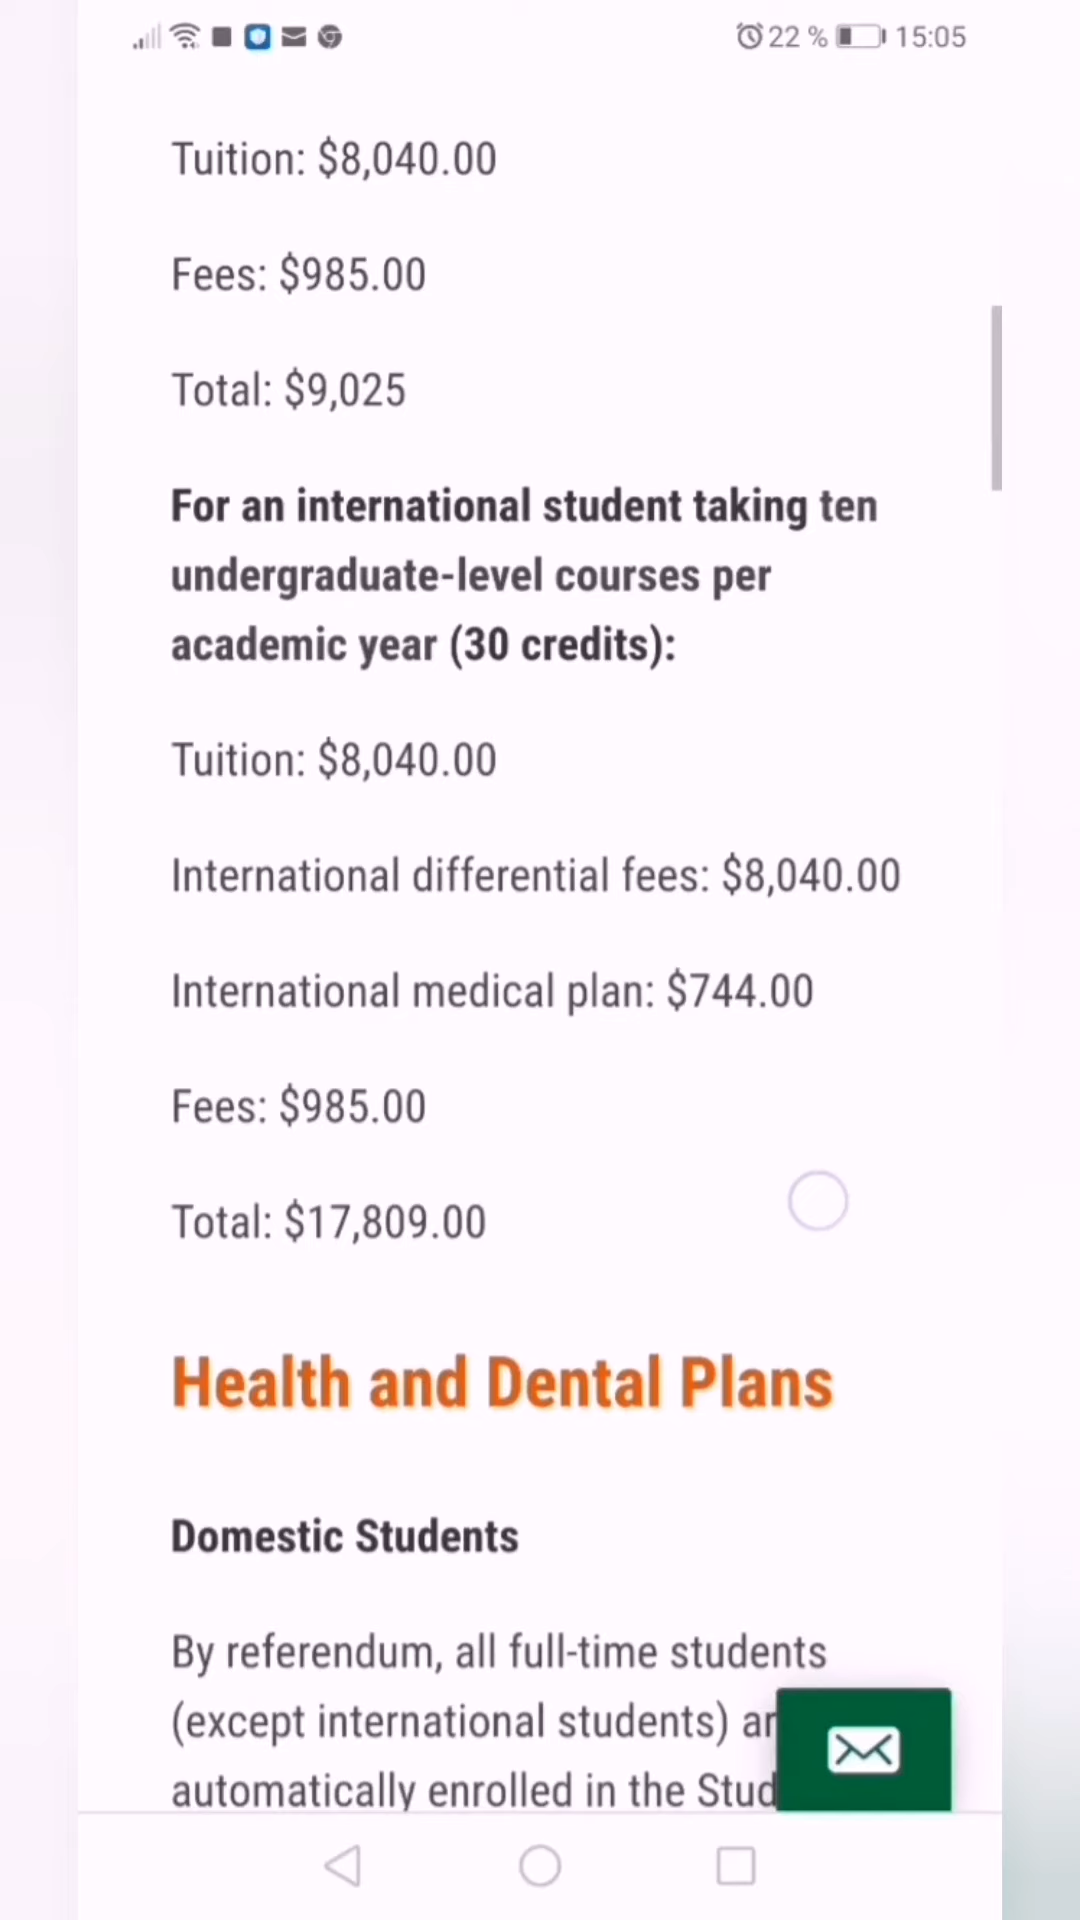 22 % 15:05
Tuition: $8,040.00
Fees: $985.00
Total: $9,025
For an international student taking ten
undergraduate-level courses per
academic year (30 credits):
Tuition: $8,040.00
International differential fees: $8,040.00
International medical plan: $744.00
Fees: $985.00
Total: $17,809.00
Health and Dental Plans
Domestic Students
By referendum, all full-time students
(except international students) ar
automatically enrolled in the Stud